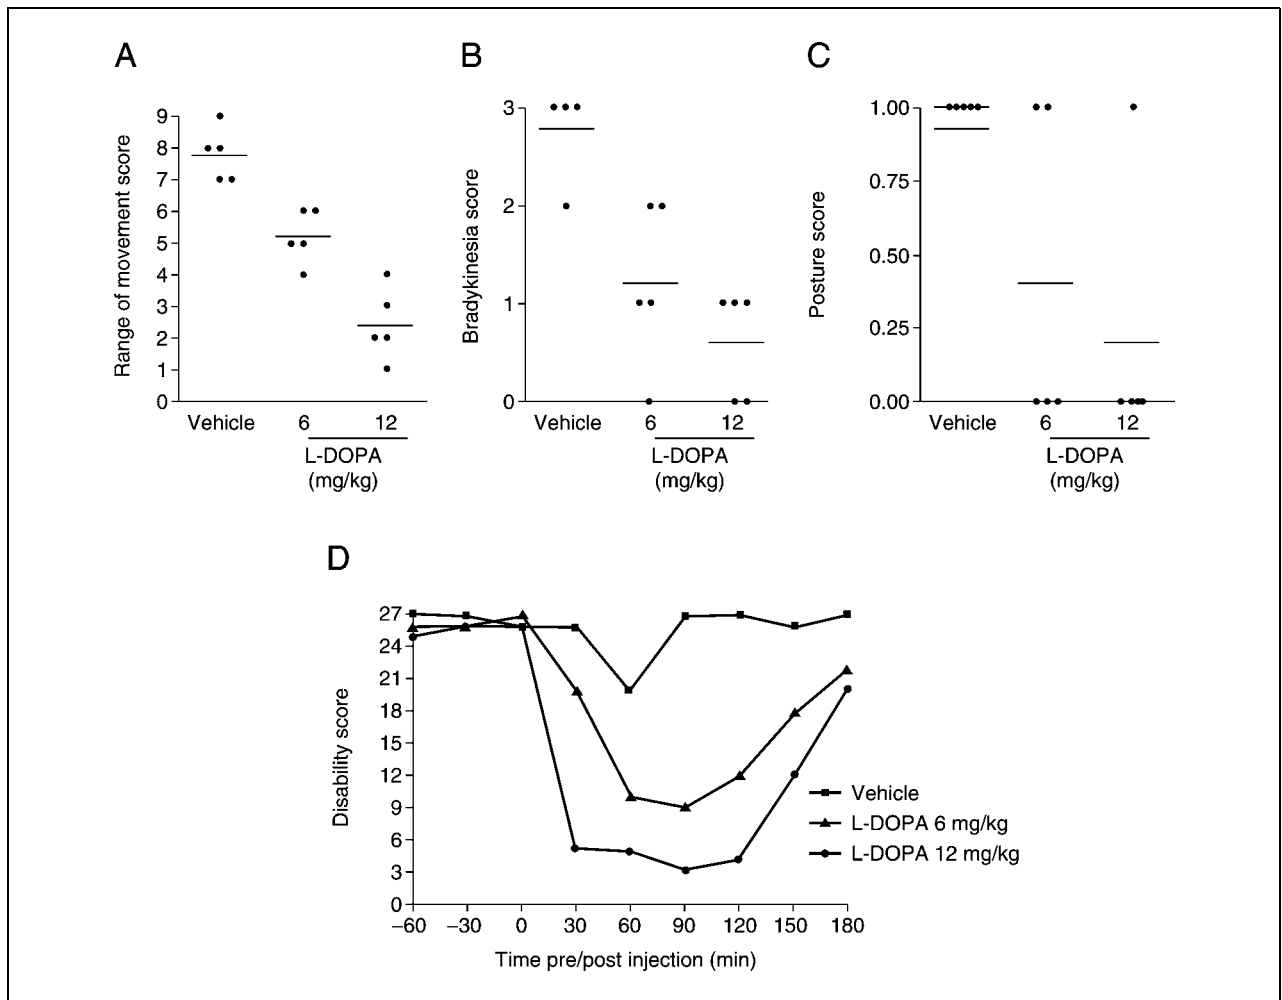 A
B
C
Range of movement score
9
8
7
6
5
4
3
2
1
0
Vehicle
6
12
L-DOPA
(mg/kg)
Bradykinesia score
3
2
1
0
Vehicle
6
12
L-DOPA
(mg/kg)
Posture score
1.00
0.75
0.50
0.25
0.00
Vehicle
6
12
L-DOPA
(mg/kg)
D
Disability score
27
24
21
18
15
12
9
6
3
0
−60
−30
0
30
60
90
120
150
180
Time pre/post injection (min)
Vehicle
L-DOPA 6 mg/kg
L-DOPA 12 mg/kg